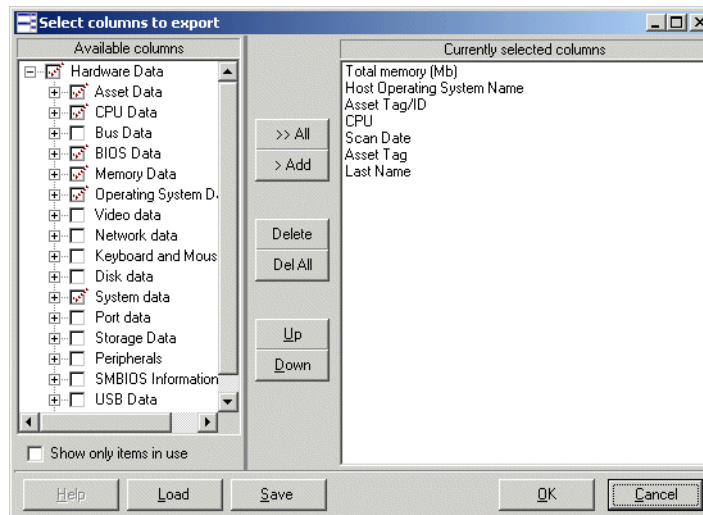 Select columns to export
Available columns
Hardware Data
Asset Data
CPU Data
Bus Data
BIOS Data
Memory Data
Operating System D
Video data
Network data
Keyboard and Mous
Disk data
System data
Port data
Storage Data
Peripherals
SMBIOS Information
USB Data
Show only items in use
>> All
> Add
Delete
Del All
Up
Down
Currently selected columns
Total memory (Mb)
Host Operating System Name
Asset Tag/ID
CPU
Scan Date
Asset Tag
Last Name
Help
Load
Save
OK
Cancel